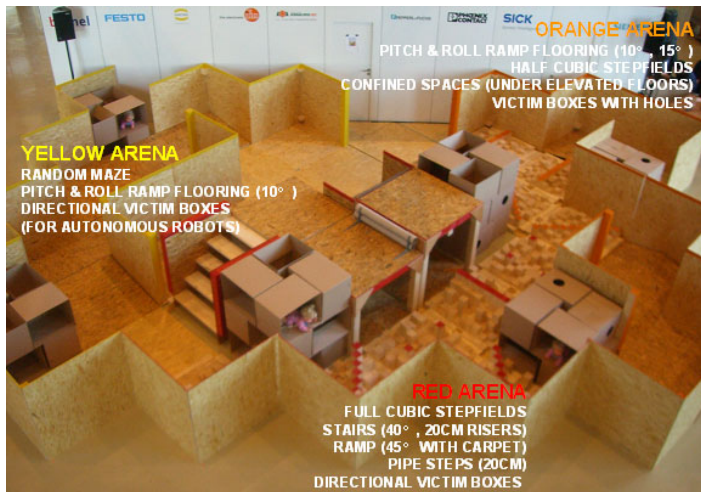 FESTO
PHOENIX CONTACT
SICK
ORANGE ARENA
PITCH & ROLL RAMP FLOORING (10° , 15° )
HALF CUBIC STEPFIELDS
CONFINED SPACES (UNDER ELEVATED FLOORS)
VICTIM BOXES WITH HOLES
YELLOW ARENA
RANDOM MAZE
PITCH & ROLL RAMP FLOORING (10° )
DIRECTIONAL VICTIM BOXES
(FOR AUTONOMOUS ROBOTS)
RED ARENA
FULL CUBIC STEPFIELDS
STAIRS (40° , 20CM RISERS)
RAMP (45° WITH CARPET)
PIPE STEPS (20CM)
DIRECTIONAL VICTIM BOXES